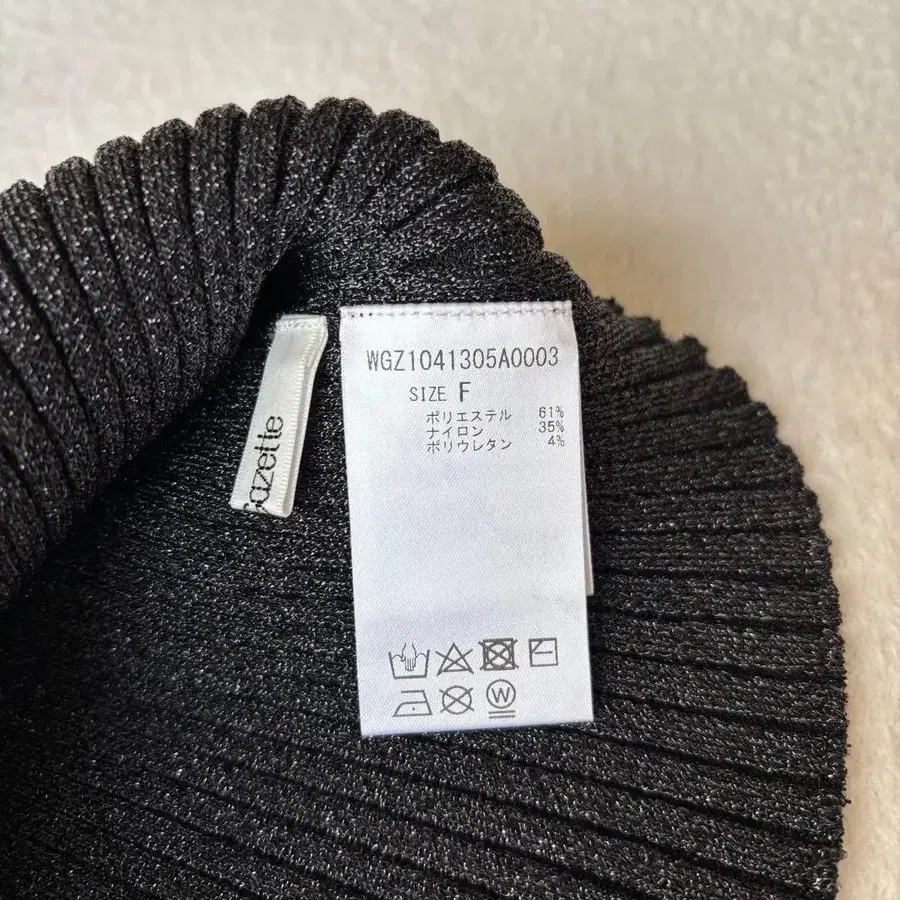 WGZ1041305A0003
SIZE F
ポリエステル 61%
ナイロン 35%
ポリウレタン 4%
Gazette
W